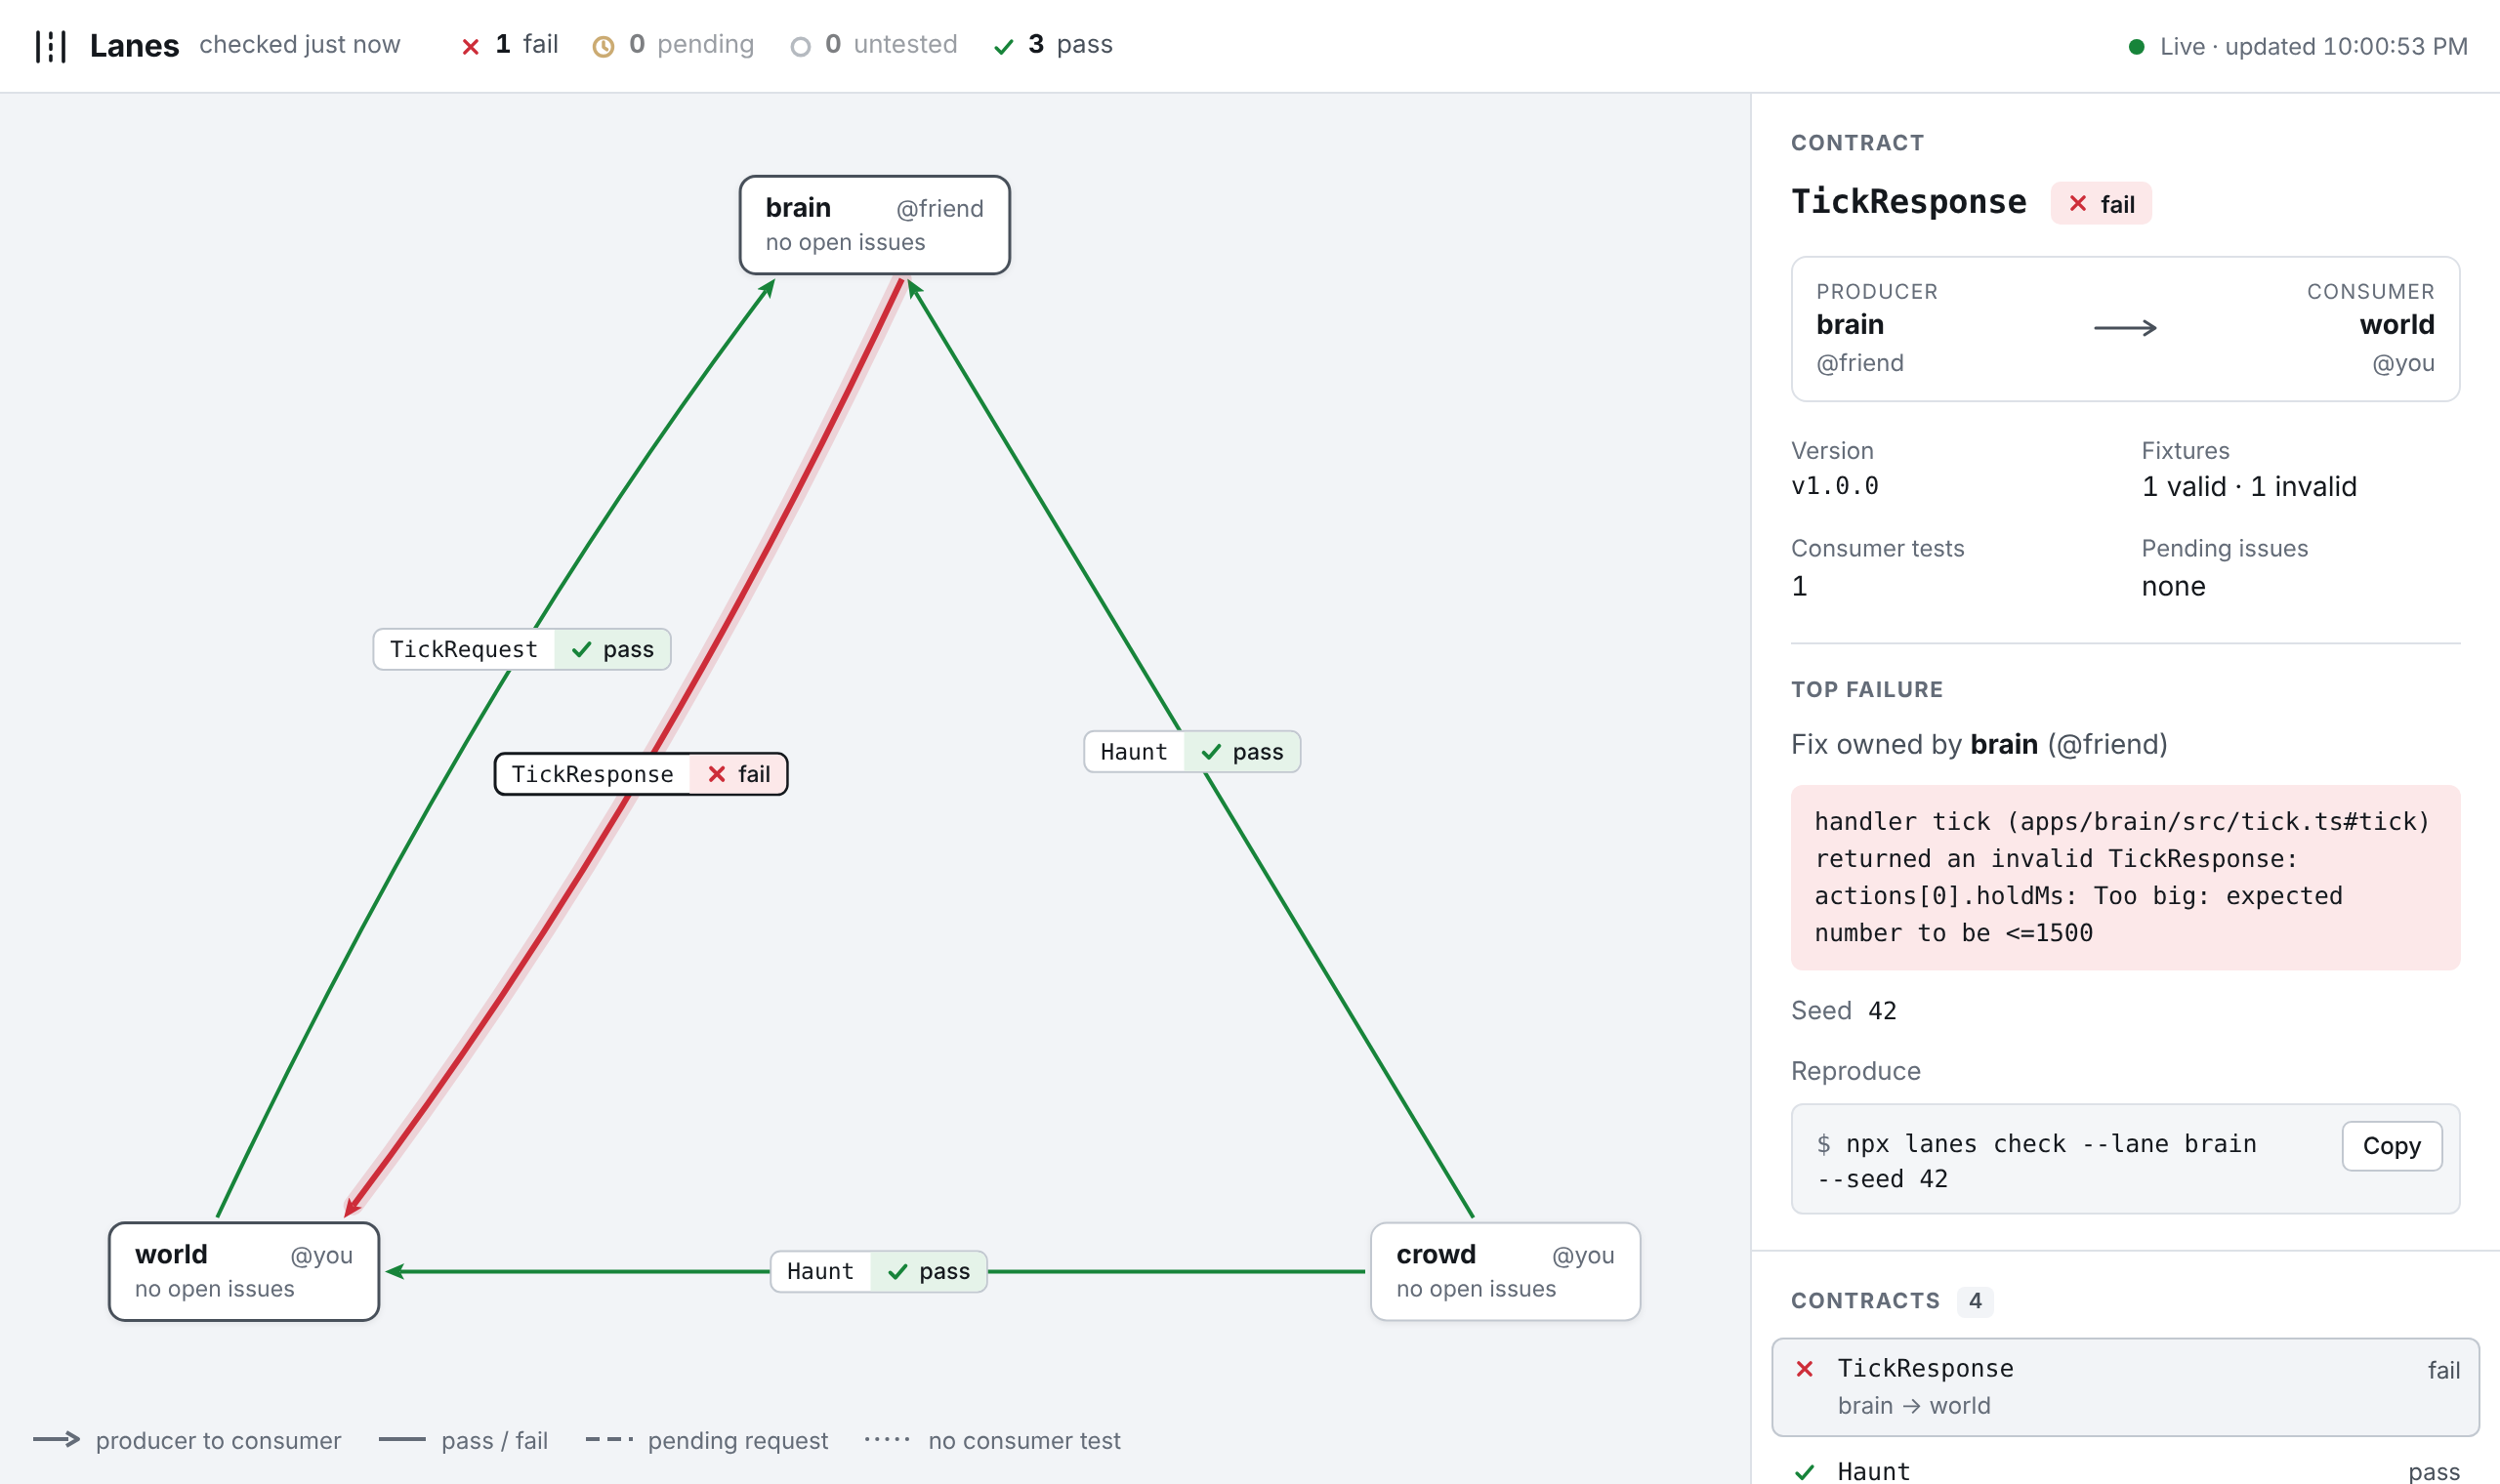 Lanes checked just now 1 fail 0 pending 0 untested 3 pass
Live · updated 10:00:53 PM
brain @friend
no open issues
TickRequest pass
TickResponse fail
Haunt pass
world @you
no open issues
Haunt pass
crowd @you
no open issues
producer to consumer pass / fail pending request no consumer test
CONTRACT
TickResponse fail
PRODUCER CONSUMER
brain → world
@friend @you
Version Fixtures
v1.0.0 1 valid · 1 invalid
Consumer tests Pending issues
1 none
TOP FAILURE
Fix owned by brain (@friend)
handler tick (apps/brain/src/tick.ts#tick)
returned an invalid TickResponse:
actions[0].holdMs: Too big: expected
number to be <=1500
Seed 42
Reproduce
$ npx lanes check --lane brain
--seed 42
Copy
CONTRACTS 4
TickResponse fail
brain → world
Haunt pass